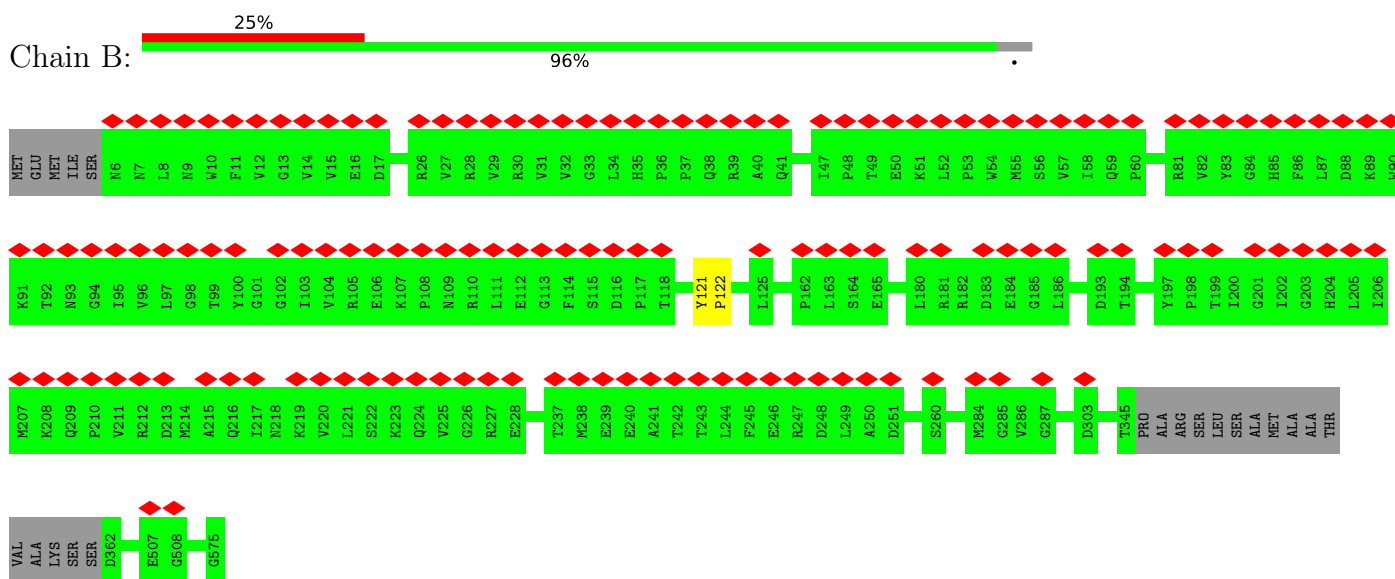 25%
Chain B:
96%
MET GLU MET ILE SER N6 N7 L8 N9 W10 F11 V12 G13 V14 V15 E16 D17 R26 V27 R28 V29 R30 V31 V32 G33 L34 H35 P36 P37 Q38 R39 A40 Q41 I47 P48 T49 E50 K51 L52 P53 W54 M55 S56 V57 I58 Q59 P60 R81 V82 Y83 G84 H85 F86 L87 D88 K89 W90
K91 T92 N93 G94 I95 V96 L97 G98 T99 Y100 G101 G102 I103 V104 R105 E106 K107 P108 N109 R110 L111 E112 G113 F114 S115 D116 P117 T118 Y121 P122 L125 P162 L163 S164 E165 L180 R181 R182 D183 E184 G185 L186 D193 T194 Y197 P198 T199 I200 G201 I202 G203 H204 L205 I206
M207 K208 Q209 P210 V211 R212 D213 M214 A215 Q216 I217 N218 K219 V220 L221 S222 K223 Q224 V225 G226 R227 E228 T237 M238 E239 E240 A241 T242 T243 L244 F245 E246 R247 D248 L249 A250 D251 S260 M284 G285 V286 G287 D303 T345 PRO ALA ARG SER LEU SER ALA MET ALA ALA THR
VAL ALA LYS SER SER D362 E507 G508 G575